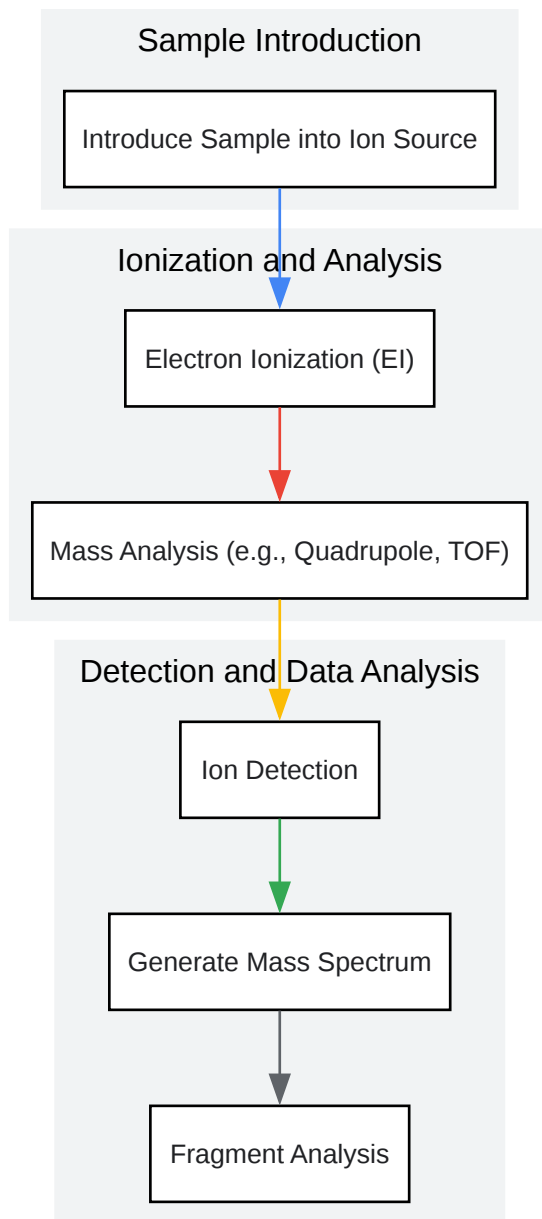 Sample Introduction
Introduce Sample into Ion Source
Ionization and Analysis
Electron Ionization (EI)
Mass Analysis (e.g., Quadrupole, TOF)
Detection and Data Analysis
Ion Detection
Generate Mass Spectrum
Fragment Analysis